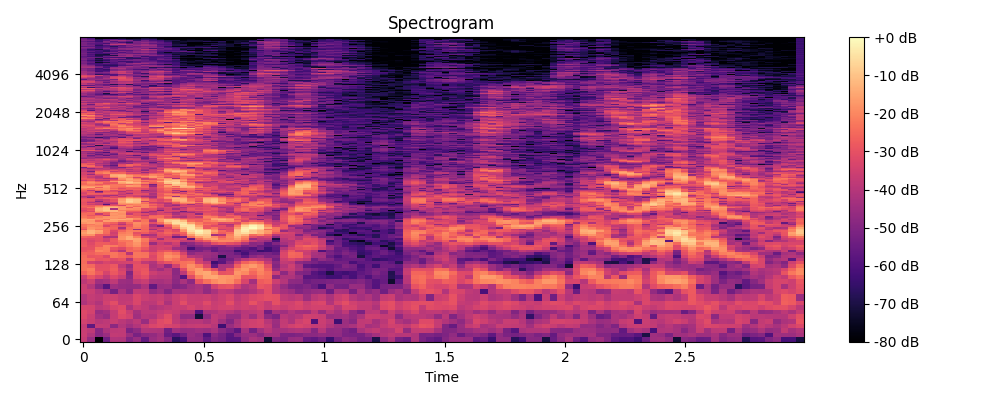 Spectrogram
Hz
4096
2048
1024
512
256
128
64
0
0
0.5
1
1.5
2
2.5
Time
+0 dB
-10 dB
-20 dB
-30 dB
-40 dB
-50 dB
-60 dB
-70 dB
-80 dB